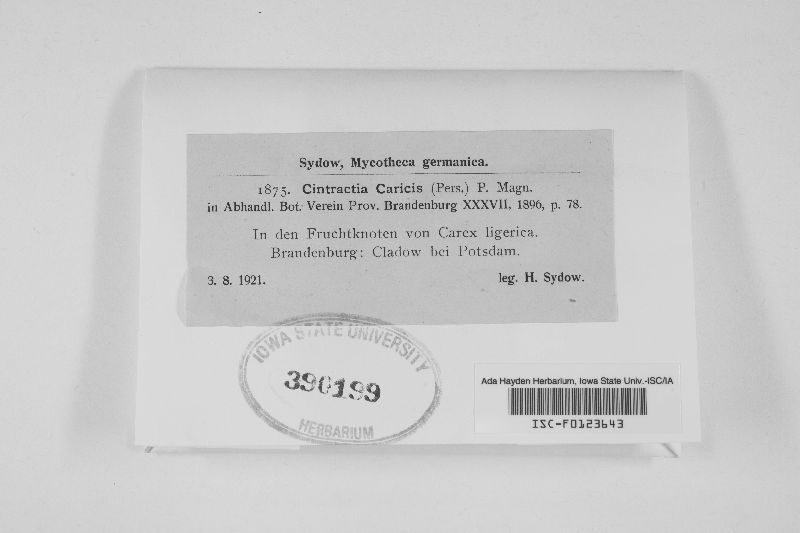 Sydow, Mycotheca germanica.
1875. Cintractia Caricis (Pers.) P. Magn.
in Abhandl. Bot. Verein Prov. Brandenburg XXXVII, 1896, p. 78.
In den Fruchtknoten von Carex ligerica.
Brandenburg: Cladow bei Potsdam.
3. 8. 1921. leg. H. Sydow.
IOWA STATE UNIVERSITY
390199
HERBARIUM
Ada Hayden Herbarium, Iowa State Univ.-ISC/IA
ISC-F0123643